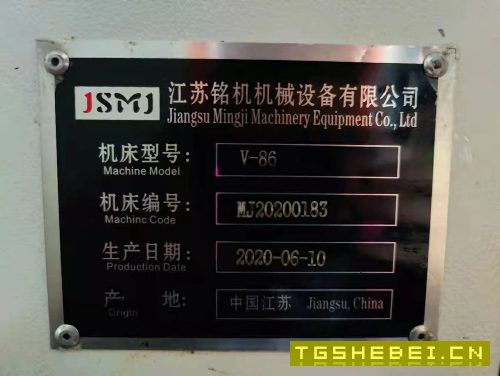 JSMJ 江苏铭机机械设备有限公司
Jiangsu Mingji Machinery Equipment Co., Ltd
机床型号: V-86
Machine Model
机床编号: MJ20200183
Machinc Code
生产日期: 2020-06-10
Production Date
产 地: 中国江苏 Jiangsu, China
Origin
TGSHEBEI.CN